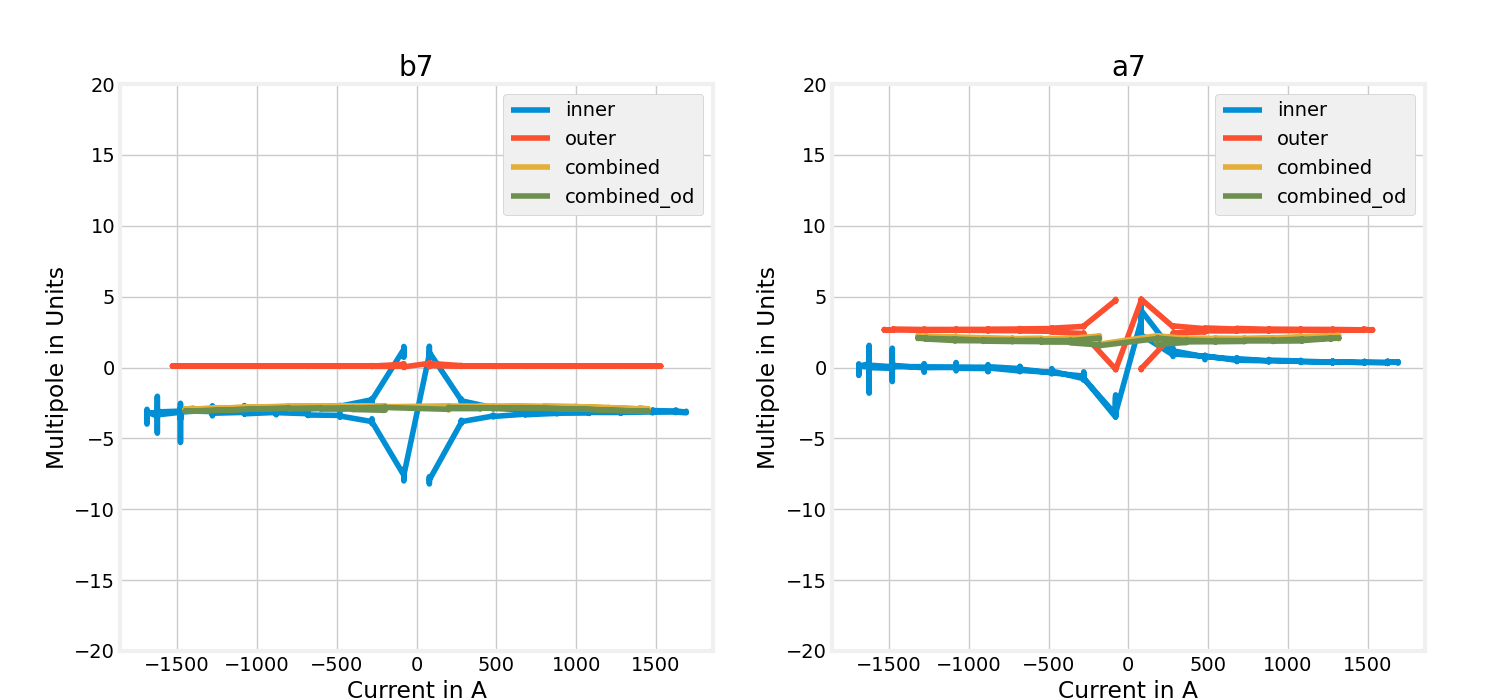 b7
20
15
10
5
0
−5
−10
−15
−20
Multipole in Units
−1500 −1000 −500 0 500 1000 1500
Current in A
inner
outer
combined
combined_od
a7
20
15
10
5
0
−5
−10
−15
−20
Multipole in Units
−1500 −1000 −500 0 500 1000 1500
Current in A
inner
outer
combined
combined_od